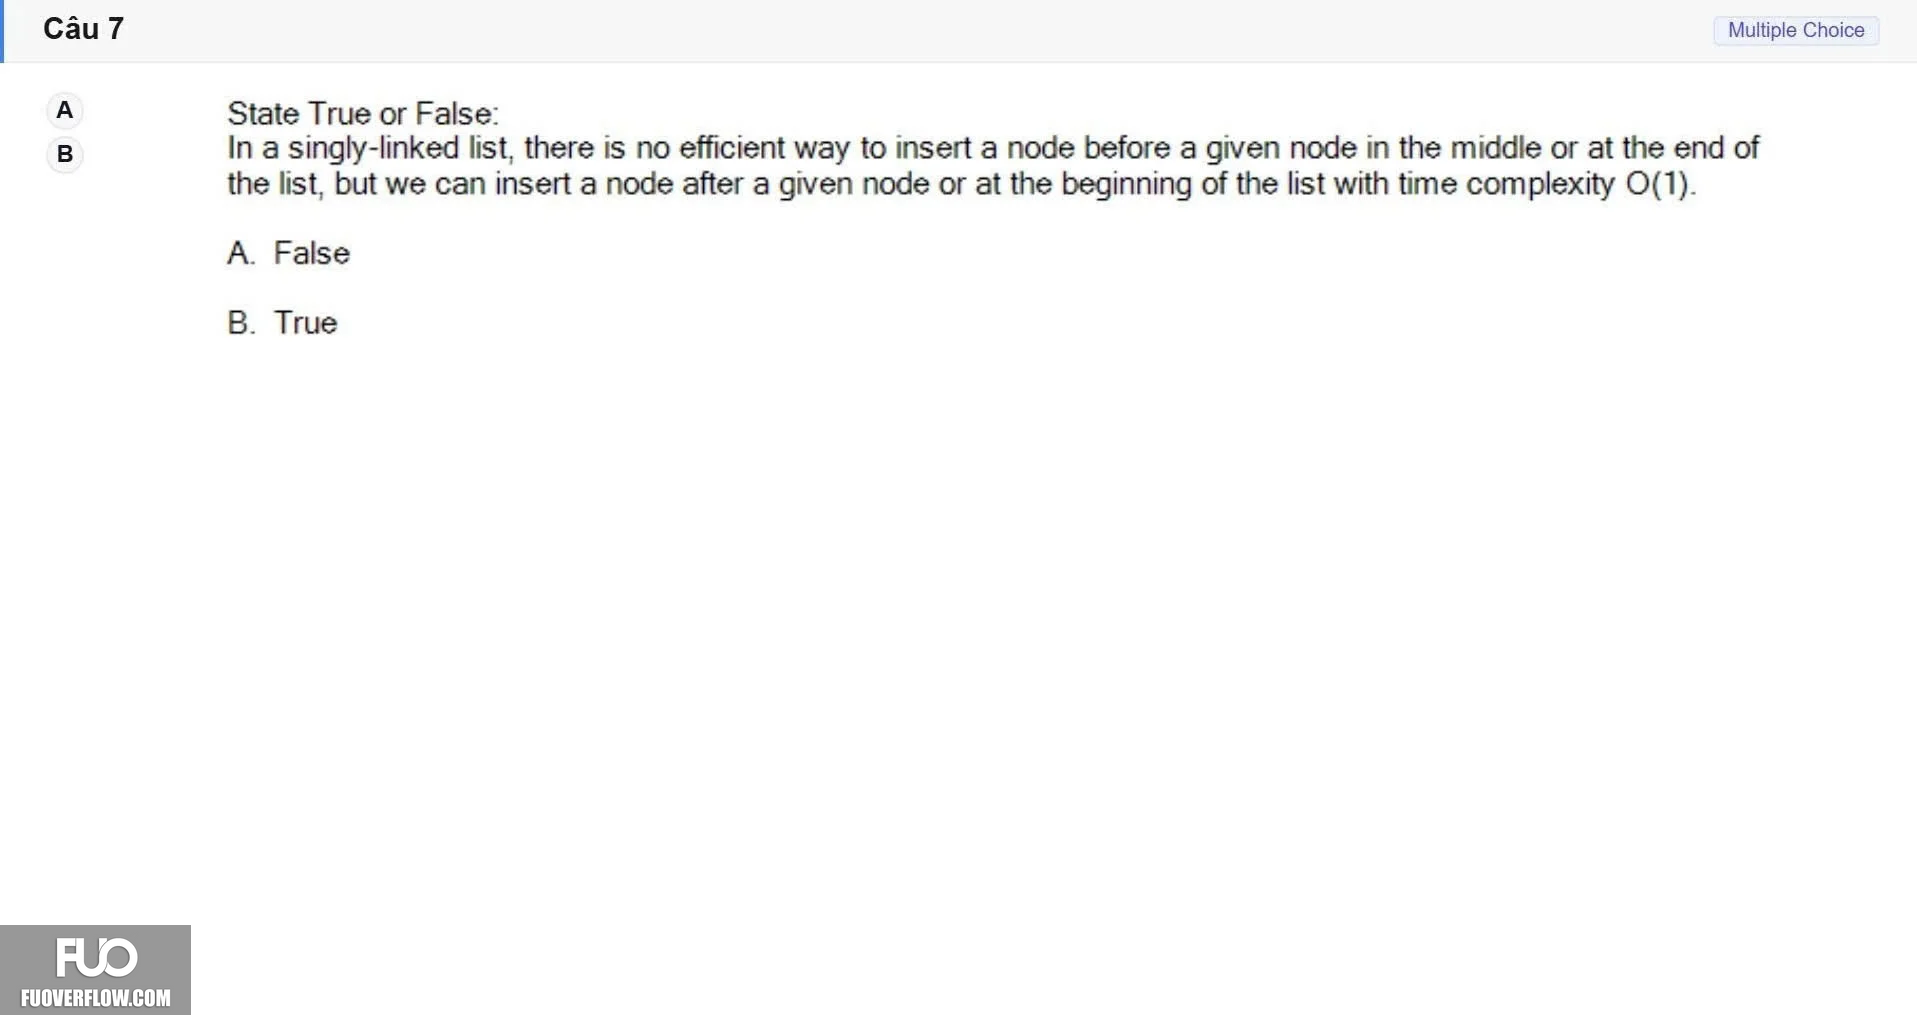 Câu 7
Multiple Choice
A
B
State True or False:
In a singly-linked list, there is no efficient way to insert a node before a given node in the middle or at the end of
the list, but we can insert a node after a given node or at the beginning of the list with time complexity O(1).
A. False
B. True
FUO
FUOVERFLOW.COM